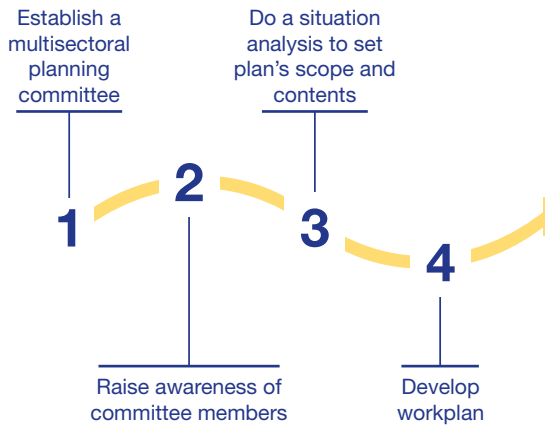 Establish a
multisectoral
planning
committee
1
2
Raise awareness of
committee members
Do a situation
analysis to set
plan's scope and
contents
3
4
Develop
workplan